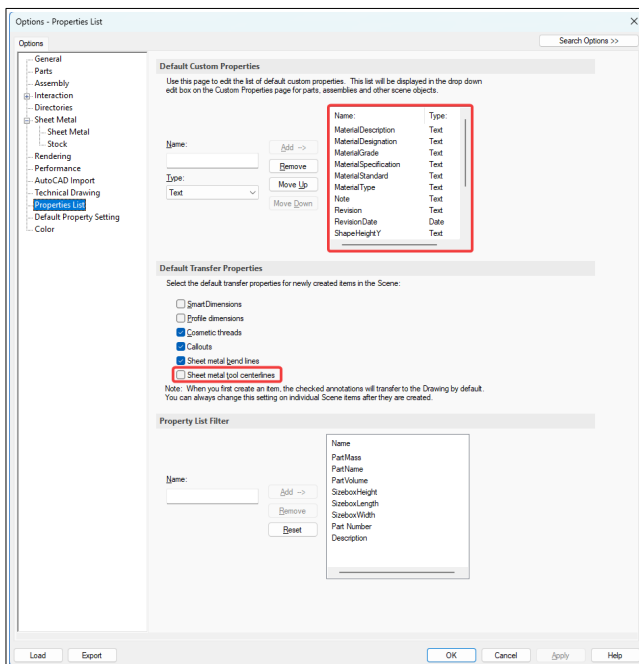 Options - Properties List
Search Options >>
Options
General
Parts
Assembly
Interaction
Directories
Sheet Metal
Sheet Metal
Stock
Rendering
Performance
AutoCAD Import
Technical Drawing
Properties List
Default Property Setting
Color
Default Custom Properties
Use this page to edit the list of default custom properties. This list will be displayed in the drop down
edit box on the Custom Properties page for parts, assemblies and other scene objects.
Name:
Type:
Text
Add ->
Remove
Move Up
Move Down
Name: Type:
MaterialDescription Text
MaterialDesignation Text
MaterialGrade Text
MaterialSpecification Text
MaterialStandard Text
MaterialType Text
Note Text
Revision Text
RevisionDate Date
ShapeHeightY Text
Default Transfer Properties
Select the default transfer properties for newly created items in the Scene:
SmartDimensions
Profile dimensions
Cosmetic threads
Callouts
Sheet metal bend lines
Sheet metal tool centerlines
Note: When you first create an item, the checked annotations will transfer to the Drawing by default.
You can always change this setting on individual Scene items after they are created.
Property List Filter
Name:
Add ->
Remove
Reset
Name
PartMass
PartName
PartVolume
SizeboxHeight
SizeboxLength
SizeboxWidth
Part Number
Description
Load Export OK Cancel Apply Help